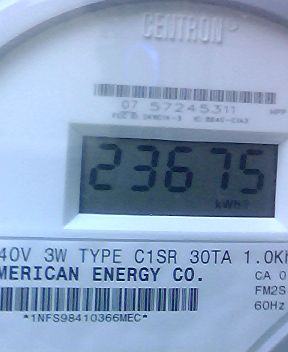 CENTRON®
07 57245311
23675
kWh
40V 3W TYPE C1SR 30TA 1.0Kh
MERICAN ENERGY CO.
CA 0
FM2S
60Hz
*1NFS98410366MEC*